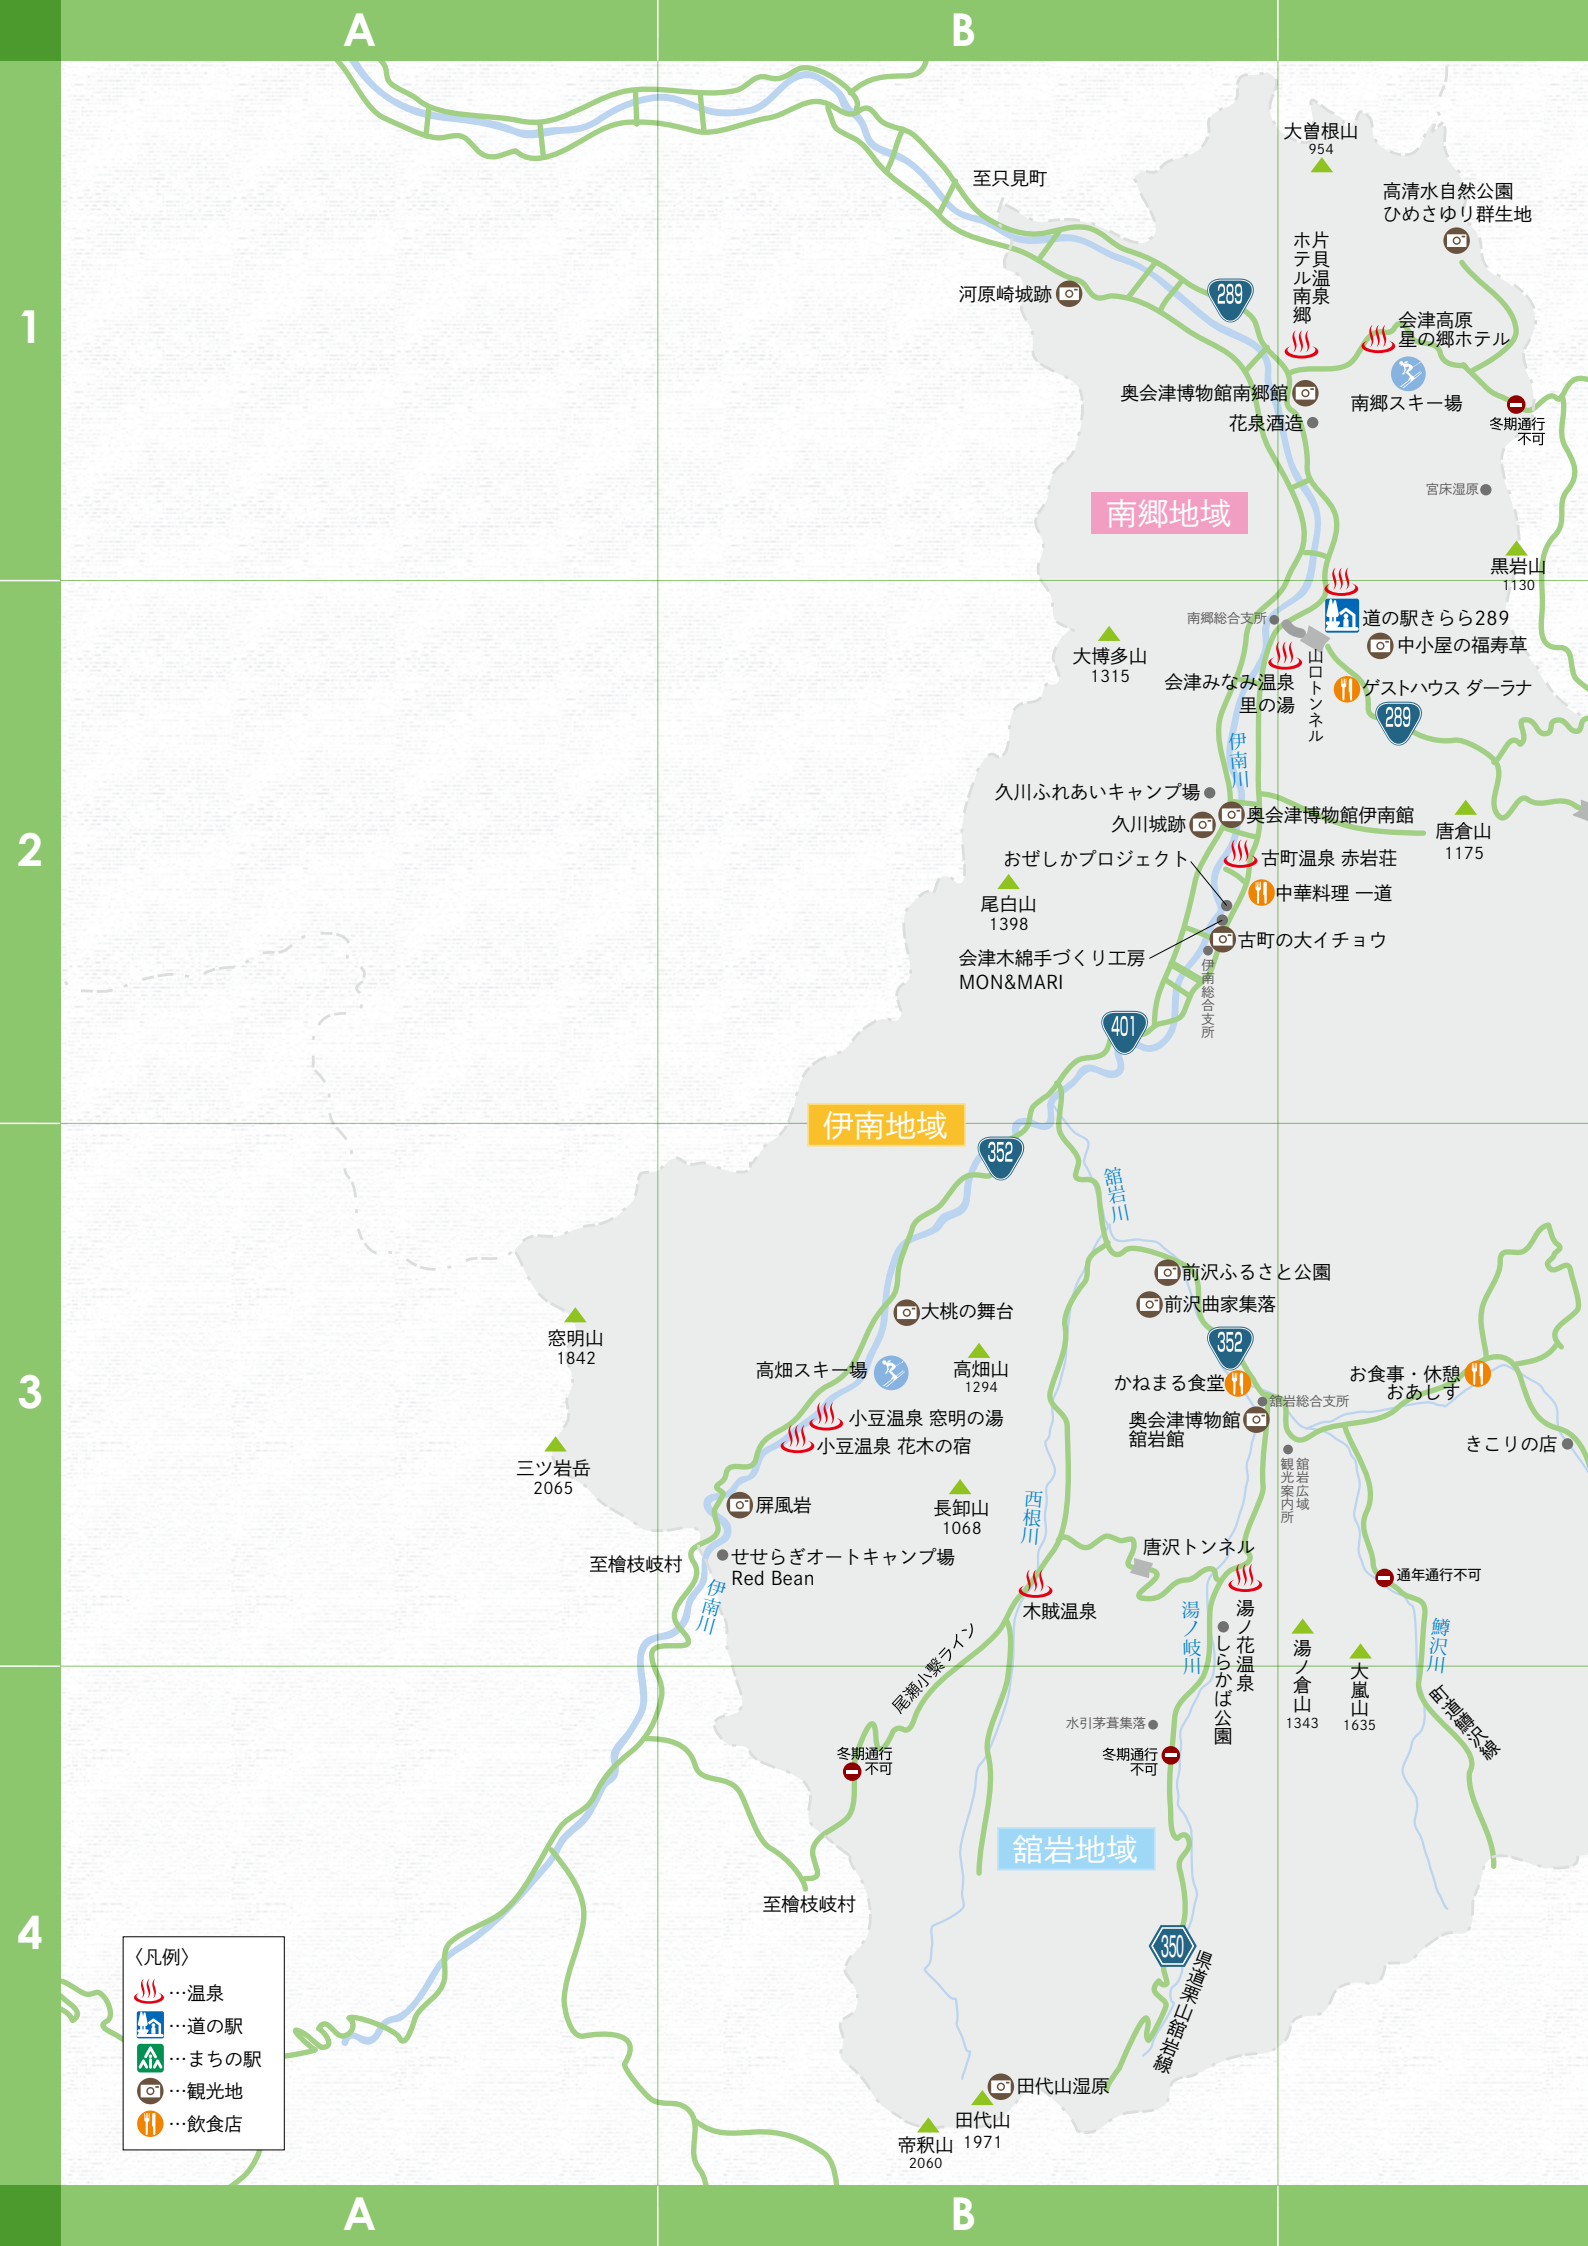 A
B
1
大曽根山
954
至只見町
高清水自然公園
ひめさゆり群生地
片貝温泉
ホテル南郷
289
河原崎城跡
会津高原
星の郷ホテル
奥会津博物館南郷館
南郷スキー場
花泉酒造
冬期通行
不可
宮床湿原
南郷地域
黒岩山
1130
2
南郷総合支所
道の駅きらら289
中小屋の福寿草
大博多山
1315
山口トンネル
会津みなみ温泉
里の湯
ゲストハウス ダーラナ
289
伊南川
久川ふれあいキャンプ場
奥会津博物館伊南館
久川城跡
唐倉山
1175
おぜしかプロジェクト
古町温泉 赤岩荘
尾白山
1398
中華料理 一道
古町の大イチョウ
会津木綿手づくり工房
MON&MARI
伊南総合支所
401
伊南地域
3
352
舘岩川
前沢ふるさと公園
前沢曲家集落
大桃の舞台
窓明山
1842
352
高畑スキー場
高畑山
1294
かねまる食堂
お食事・休憩
おあしす
舘岩総合支所
小豆温泉 窓明の湯
奥会津博物館
舘岩館
小豆温泉 花木の宿
きこりの店
三ツ岩岳
2065
舘岩広域
観光案内所
屏風岩
長卸山
1068
西根川
至檜枝岐村
せせらぎオートキャンプ場
Red Bean
唐沢トンネル
通年通行不可
伊南川
木賊温泉
湯ノ岐川
湯ノ花温泉
しらかば公園
湯ノ倉山
1343
大嵐山
1635
鱒沢川
尾瀬小繋ライン
町道鱒沢線
4
水引茅葺集落
冬期通行
不可
冬期通行
不可
舘岩地域
至檜枝岐村
350
県道栗山舘岩線
〈凡例〉
…温泉
…道の駅
…まちの駅
…観光地
…飲食店
田代山湿原
田代山
1971
帝釈山
2060
A
B